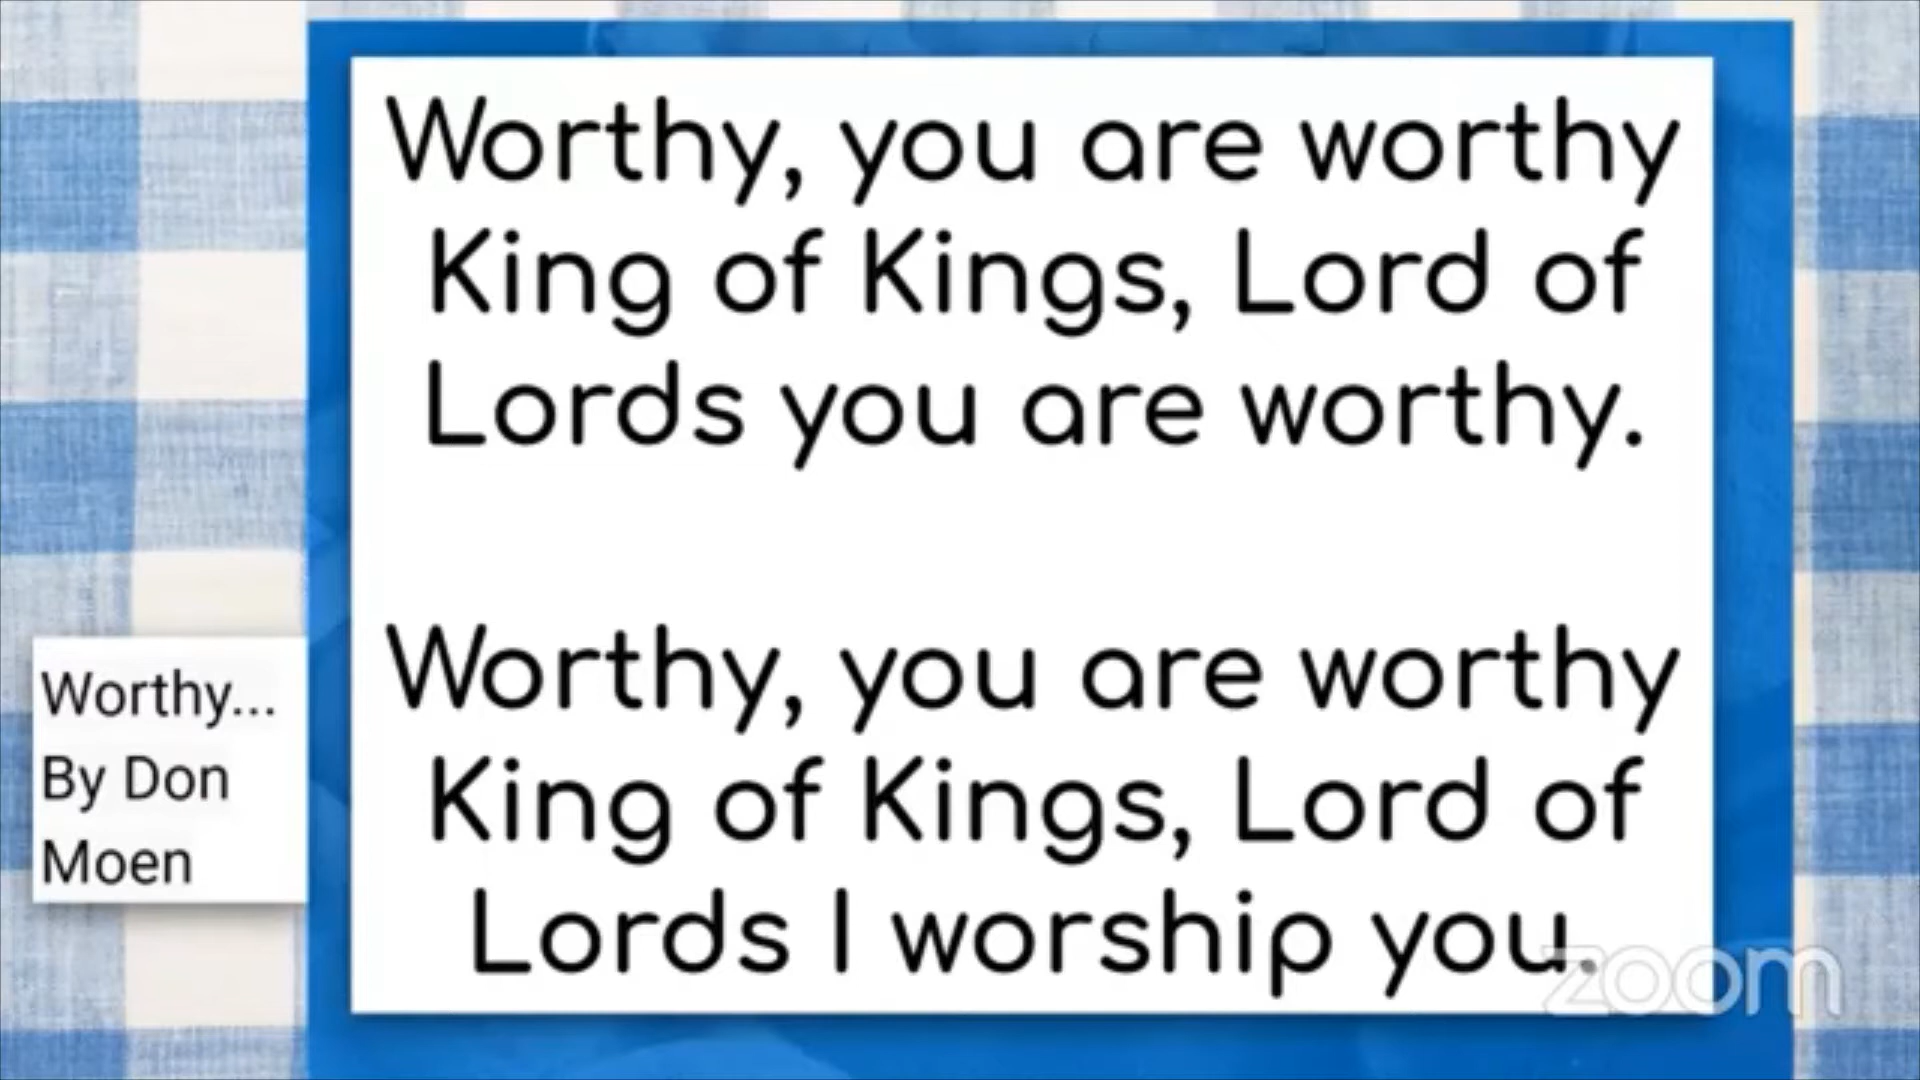 Worthy, you are worthy
King of Kings, Lord of
Lords you are worthy.
Worthy, you are worthy
King of Kings, Lord of
Lords I worship you.
Worthy...
By Don
Moen
zoom